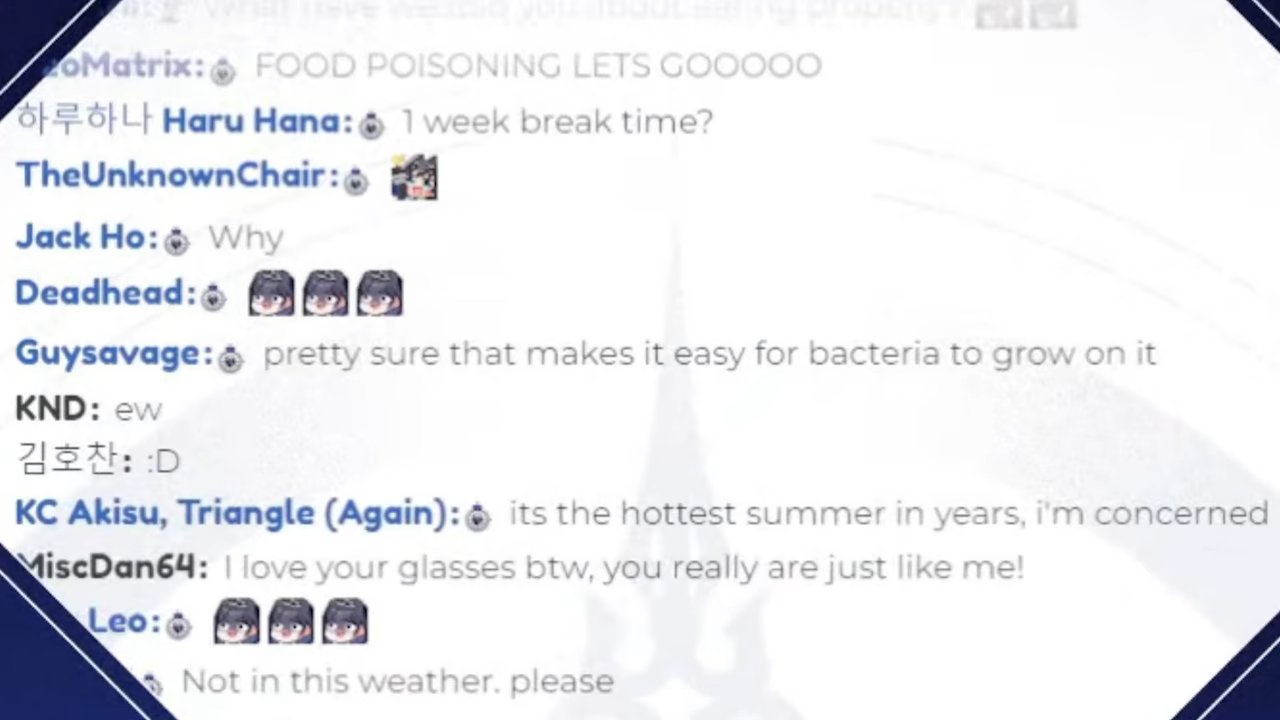 What have we said you about eating properly?
eoMatrix: FOOD POISONING LETS GOOOOO
하루하나 Haru Hana: 1 week break time?
TheUnknownChair:
Jack Ho: Why
Deadhead:
Guysavage: pretty sure that makes it easy for bacteria to grow on it
KND: ew
김호찬: :D
KC Akisu, Triangle (Again): its the hottest summer in years, i'm concerned
MiscDan64: I love your glasses btw, you really are just like me!
Leo:
Not in this weather. please